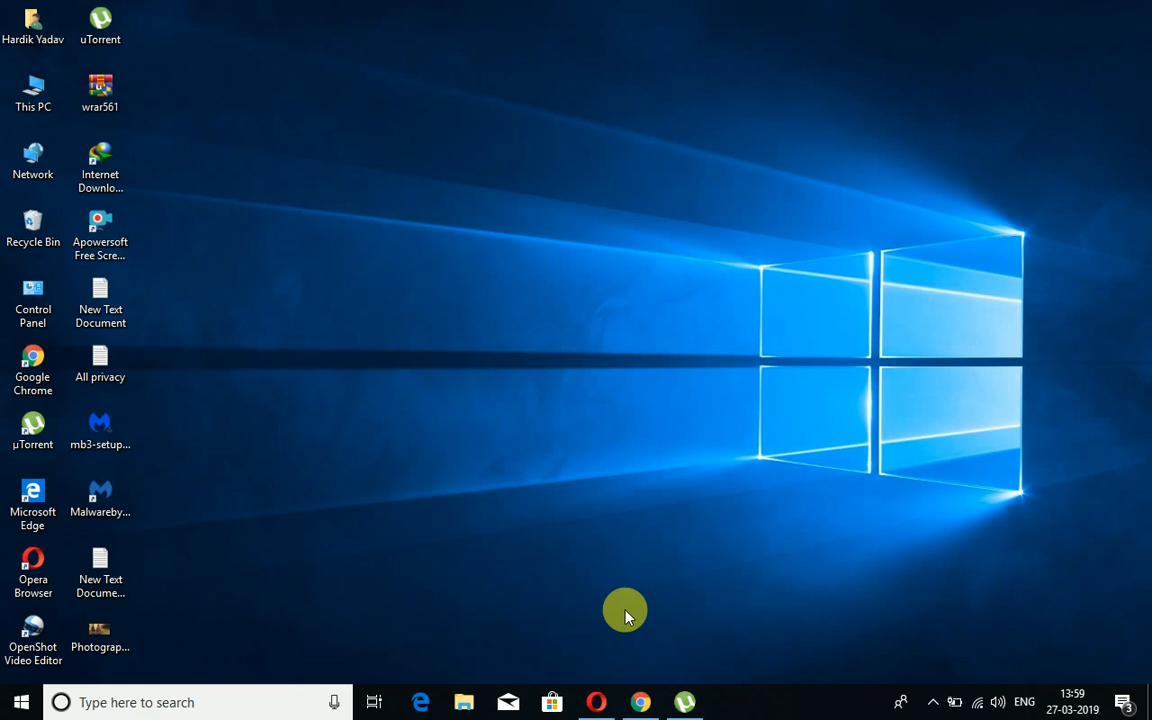 Hardik Yadav
uTorrent
This PC
wrar561
Network
Internet
Downlo...
Recycle Bin
Apowersoft
Free Scre...
Control
Panel
New Text
Document
Google
Chrome
All privacy
µTorrent
mb3-setup...
Microsoft
Edge
Malwareby...
Opera
Browser
New Text
Docume...
OpenShot
Video Editor
Photograp...
Type here to search
ENG
13:59
27-03-2019
3